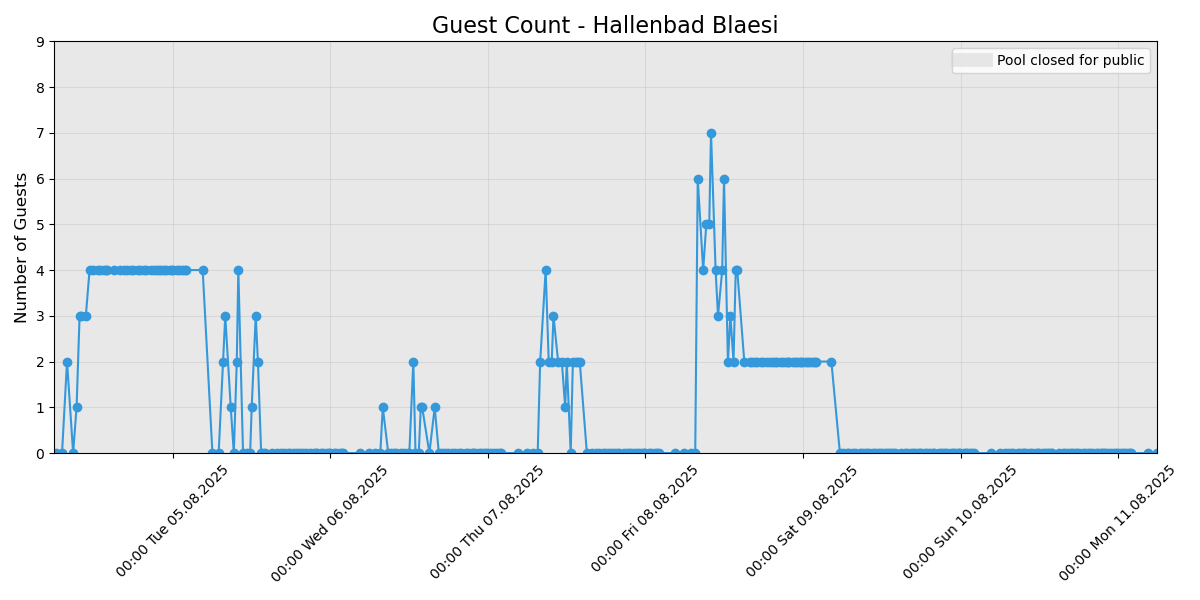 Guest Count - Hallenbad Blaesi
Pool closed for public
Number of Guests
9
8
7
6
5
4
3
2
1
0
00:00 Tue 05.08.2025
00:00 Wed 06.08.2025
00:00 Thu 07.08.2025
00:00 Fri 08.08.2025
00:00 Sat 09.08.2025
00:00 Sun 10.08.2025
00:00 Mon 11.08.2025